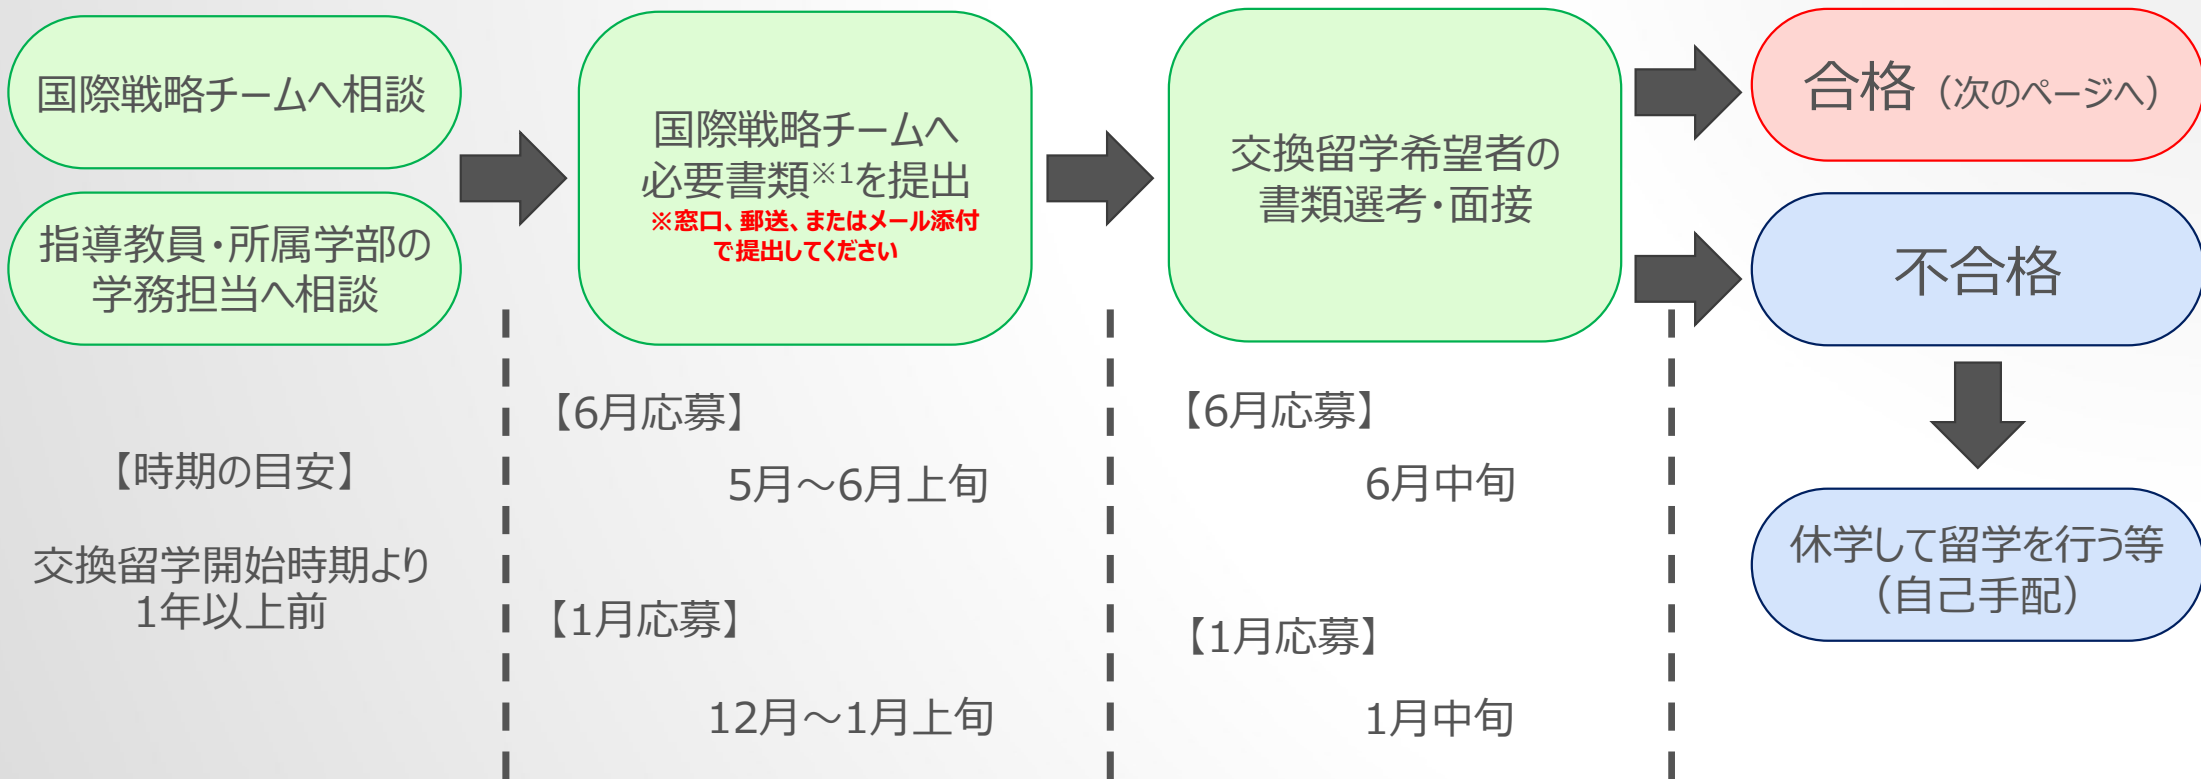 国際戦略チームへ相談
指導教員・所属学部の
学務担当へ相談
【時期の目安】
交換留学開始時期より
1年以上前
国際戦略チームへ
必要書類※1を提出
※窓口、郵送、またはメール添付
で提出してください
【6月応募】
5月～6月上旬
【1月応募】
12月～1月上旬
交換留学希望者の
書類選考・面接
【6月応募】
6月中旬
【1月応募】
1月中旬
合格（次のページへ）
不合格
休学して留学を行う等
（自己手配）